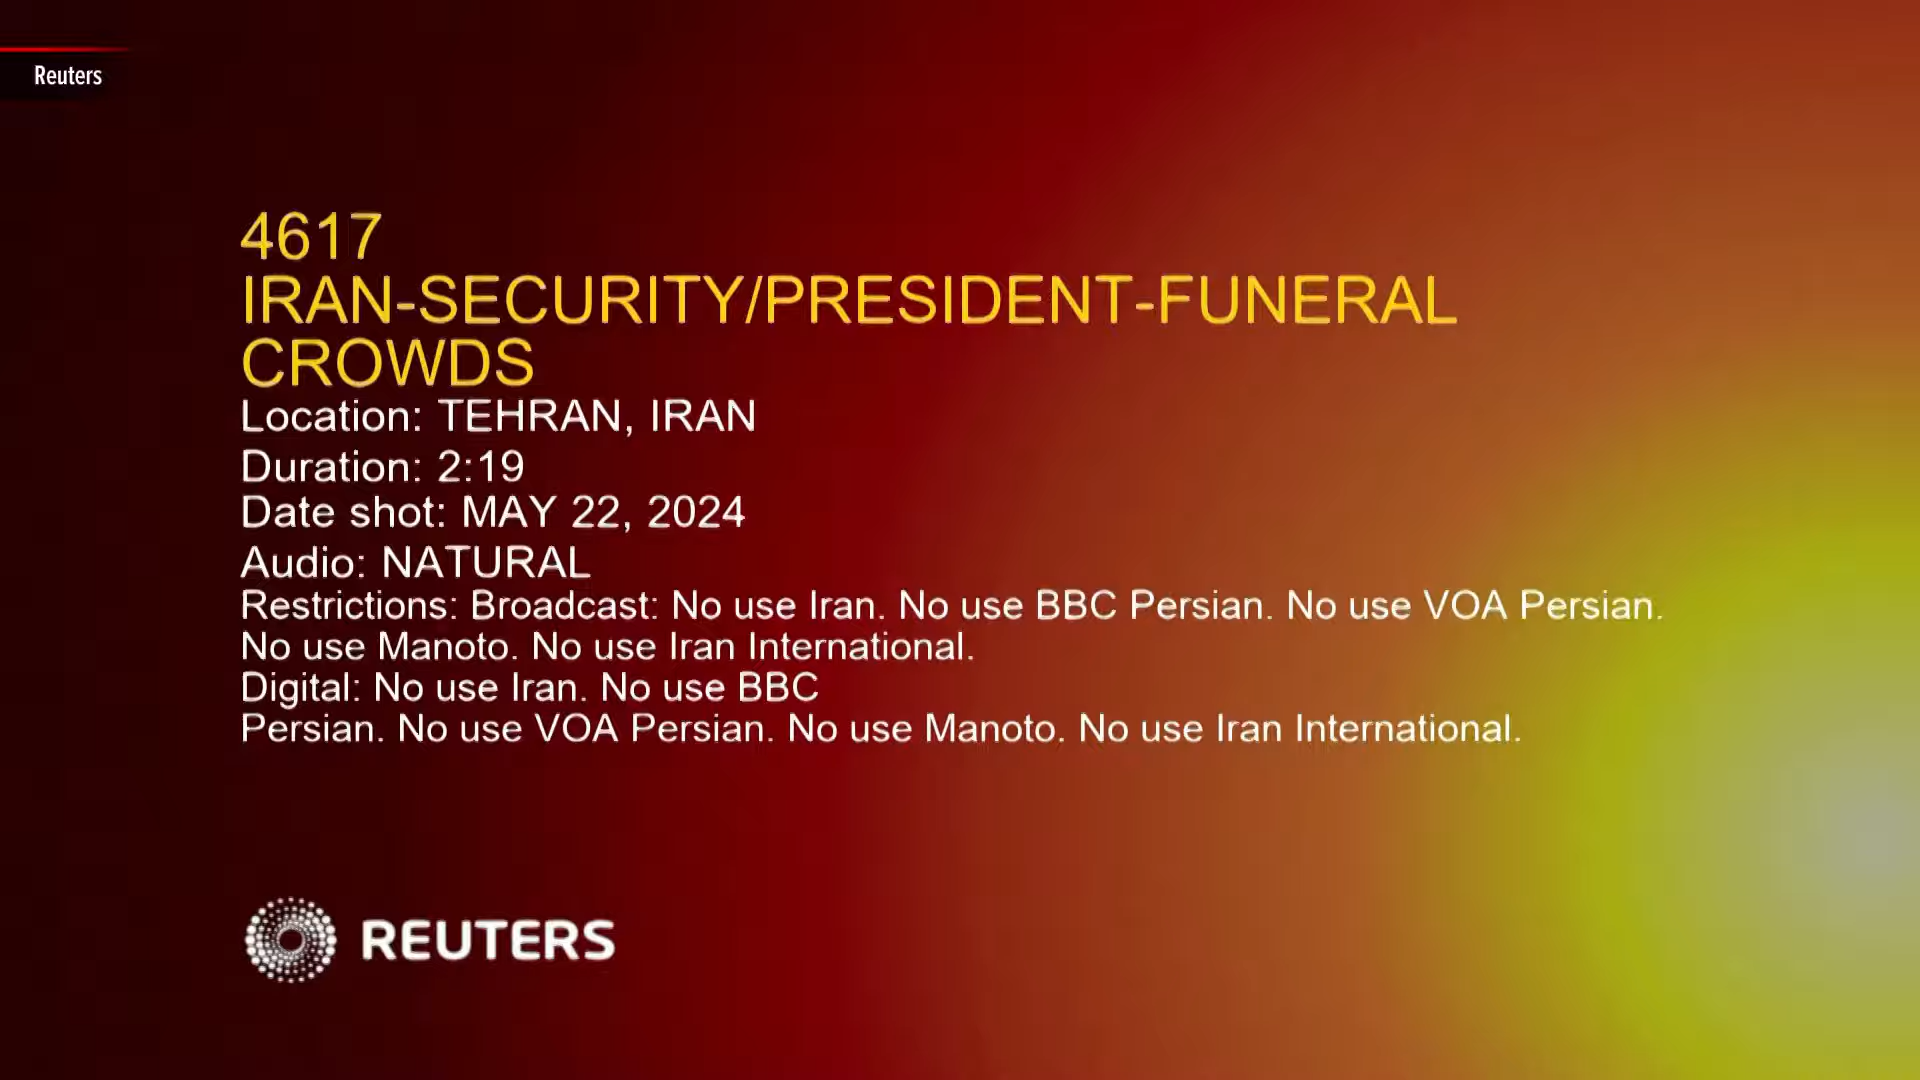 Reuters
4617
IRAN-SECURITY/PRESIDENT-FUNERAL
CROWDS
Location: TEHRAN, IRAN
Duration: 2:19
Date shot: MAY 22, 2024
Audio: NATURAL
Restrictions: Broadcast: No use Iran. No use BBC Persian. No use VOA Persian.
No use Manoto. No use Iran International.
Digital: No use Iran. No use BBC
Persian. No use VOA Persian. No use Manoto. No use Iran International.
REUTERS